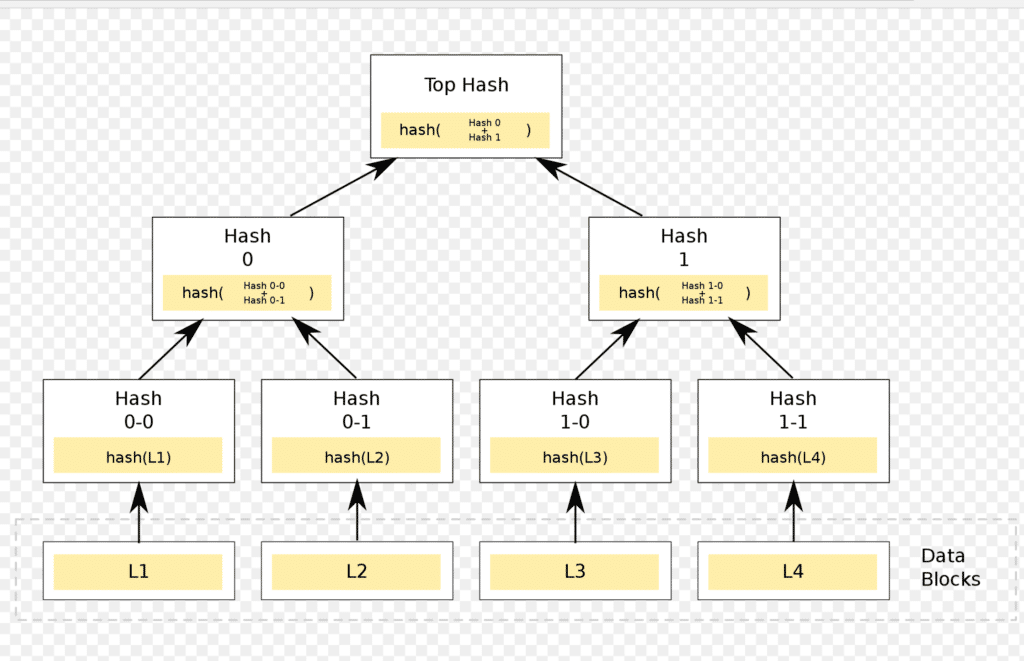 Top Hash
hash( Hash 0 + Hash 1 )
Hash
0
hash( Hash 0-0 + Hash 0-1 )
Hash
1
hash( Hash 1-0 + Hash 1-1 )
Hash
0-0
hash(L1)
Hash
0-1
hash(L2)
Hash
1-0
hash(L3)
Hash
1-1
hash(L4)
L1
L2
L3
L4
Data
Blocks